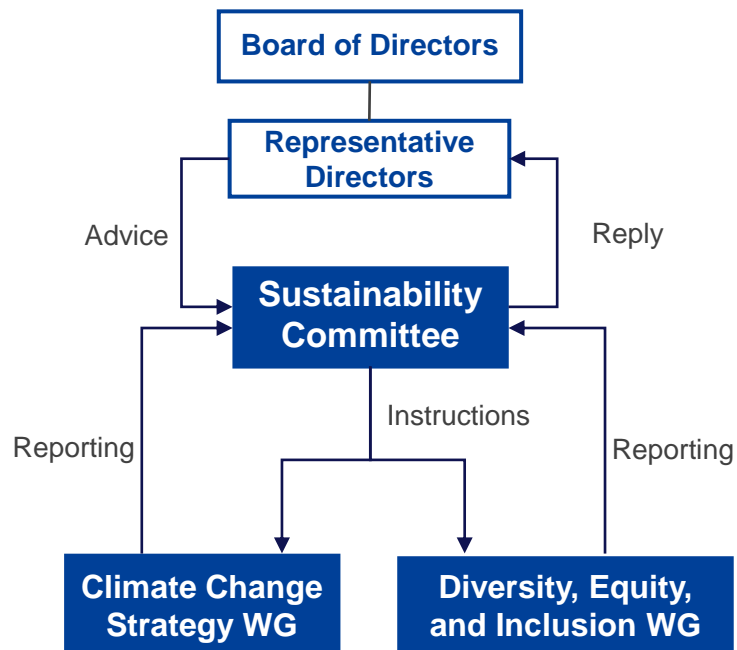 Board of Directors
Representative
Directors
Advice
Reply
Sustainability
Committee
Instructions
Reporting
Reporting
Climate Change
Strategy WG
Diversity, Equity,
and Inclusion WG